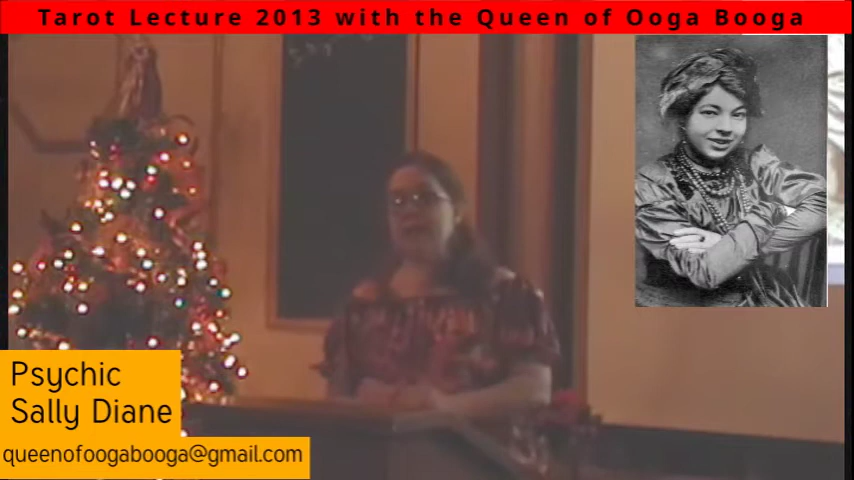 Tarot Lecture 2013 with the Queen of Ooga Booga
Psychic
Sally Diane
queenofoogabooga@gmail.com